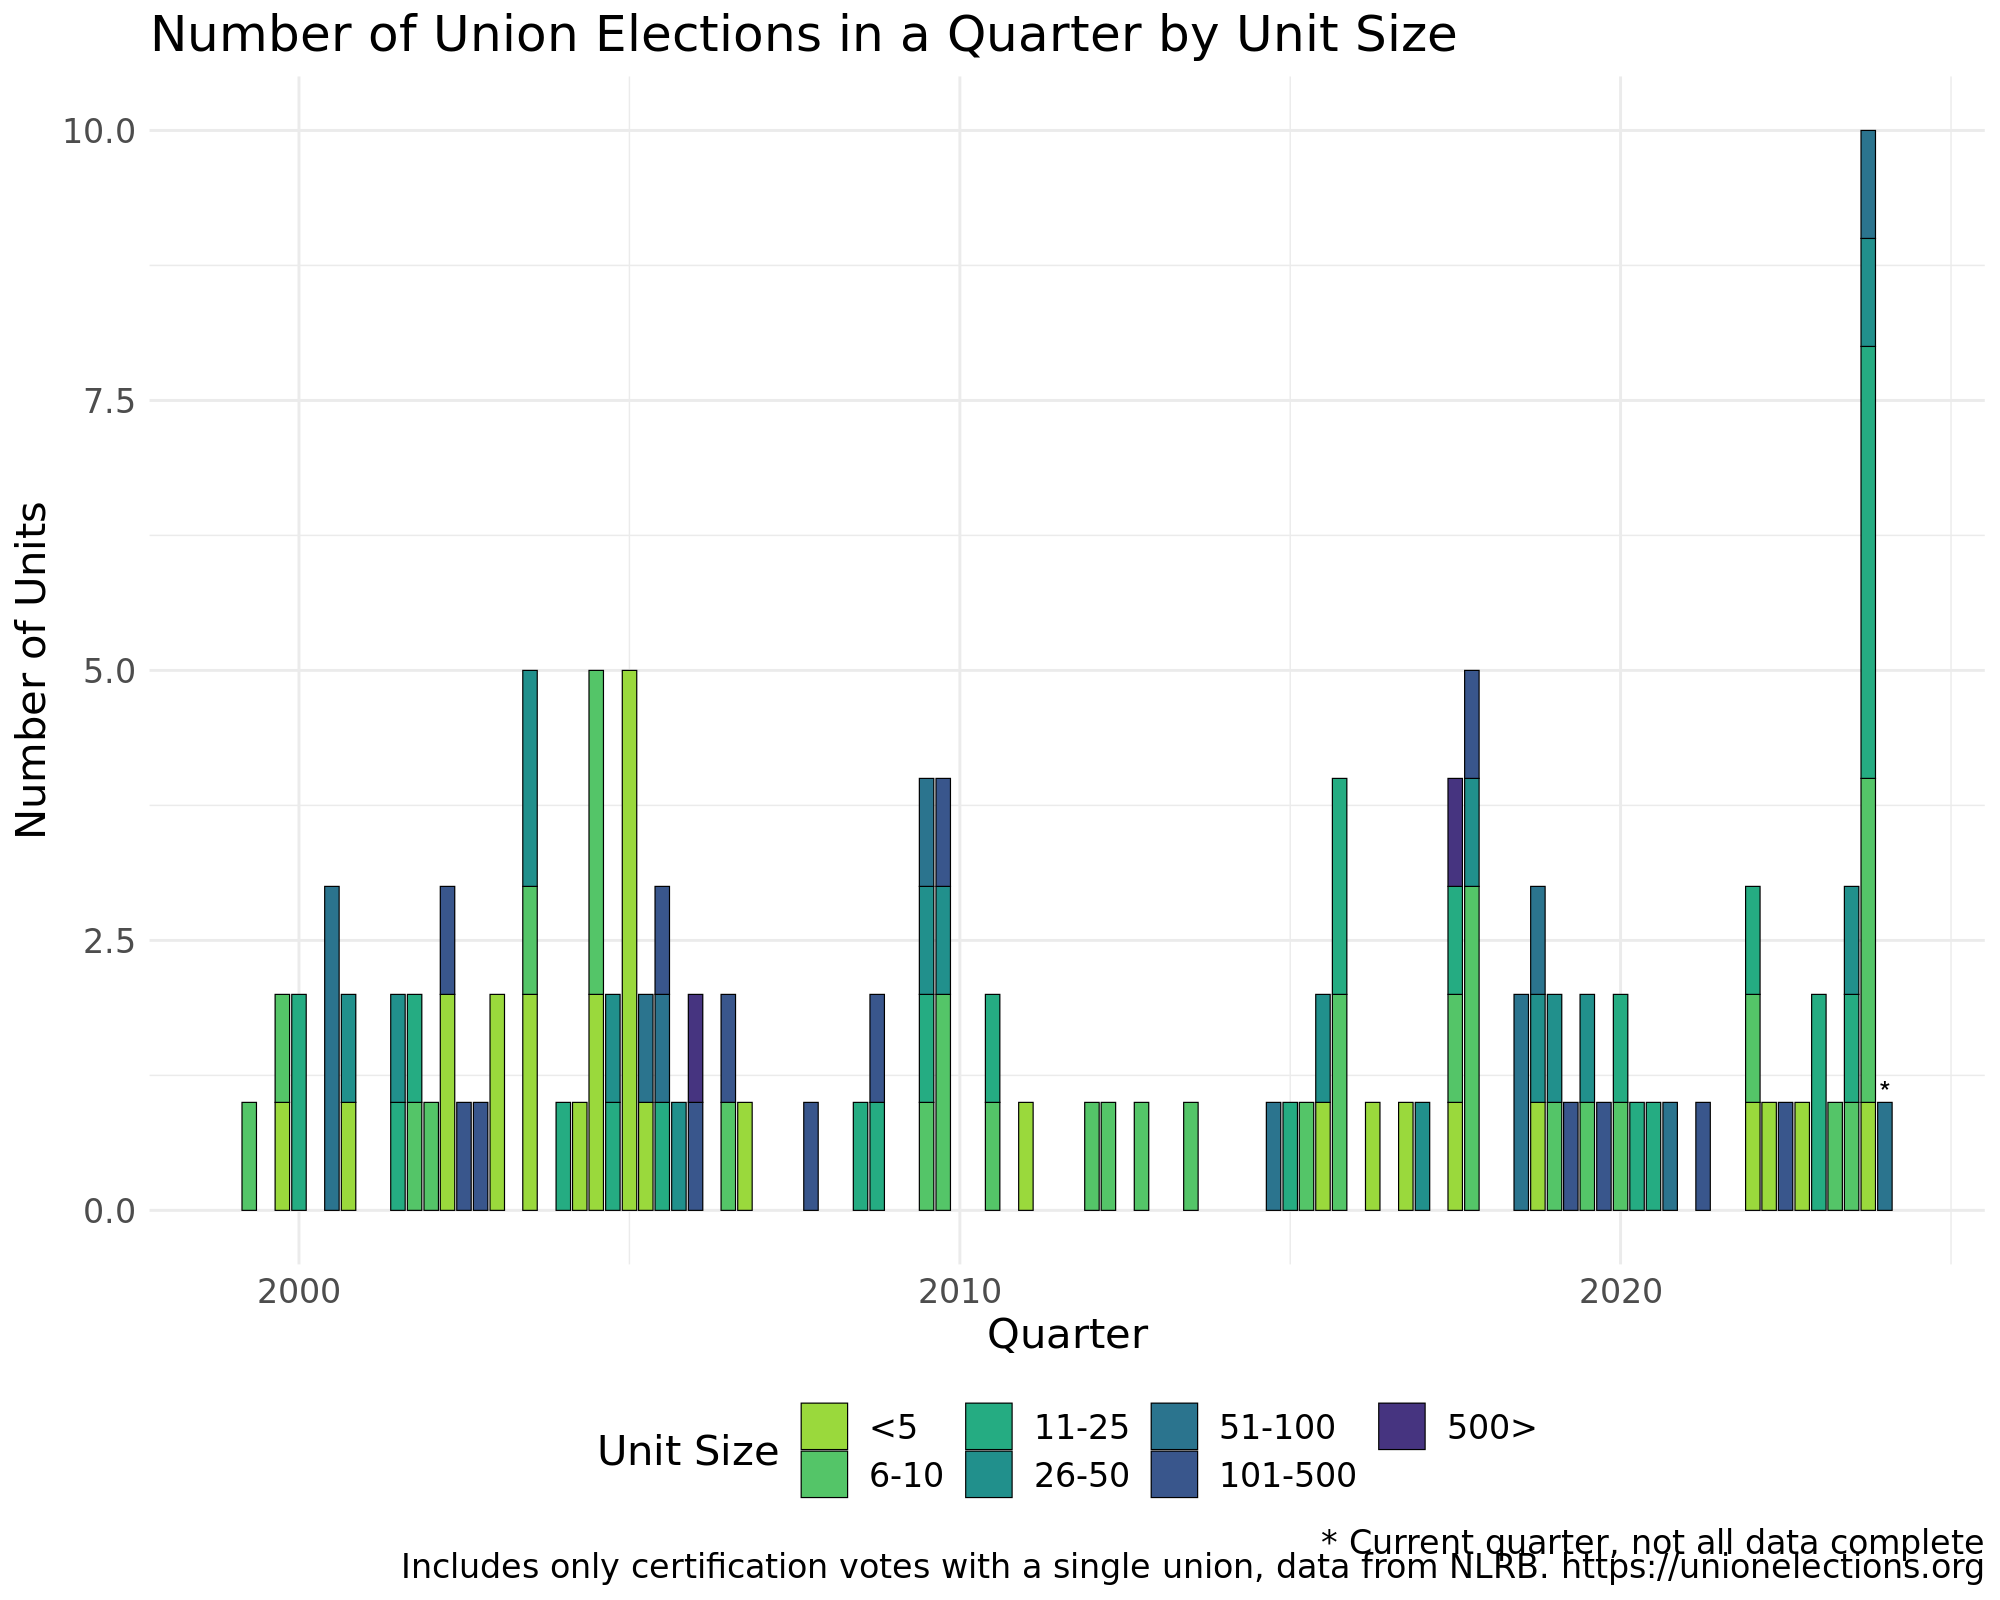 Number of Union Elections in a Quarter by Unit Size
10.0
7.5
5.0
2.5
0.0
Number of Units
*
2000 2010 2020
Quarter
Unit Size
<5 11-25 51-100 500>
6-10 26-50 101-500
* Current quarter, not all data complete
Includes only certification votes with a single union, data from NLRB. https://unionelections.org